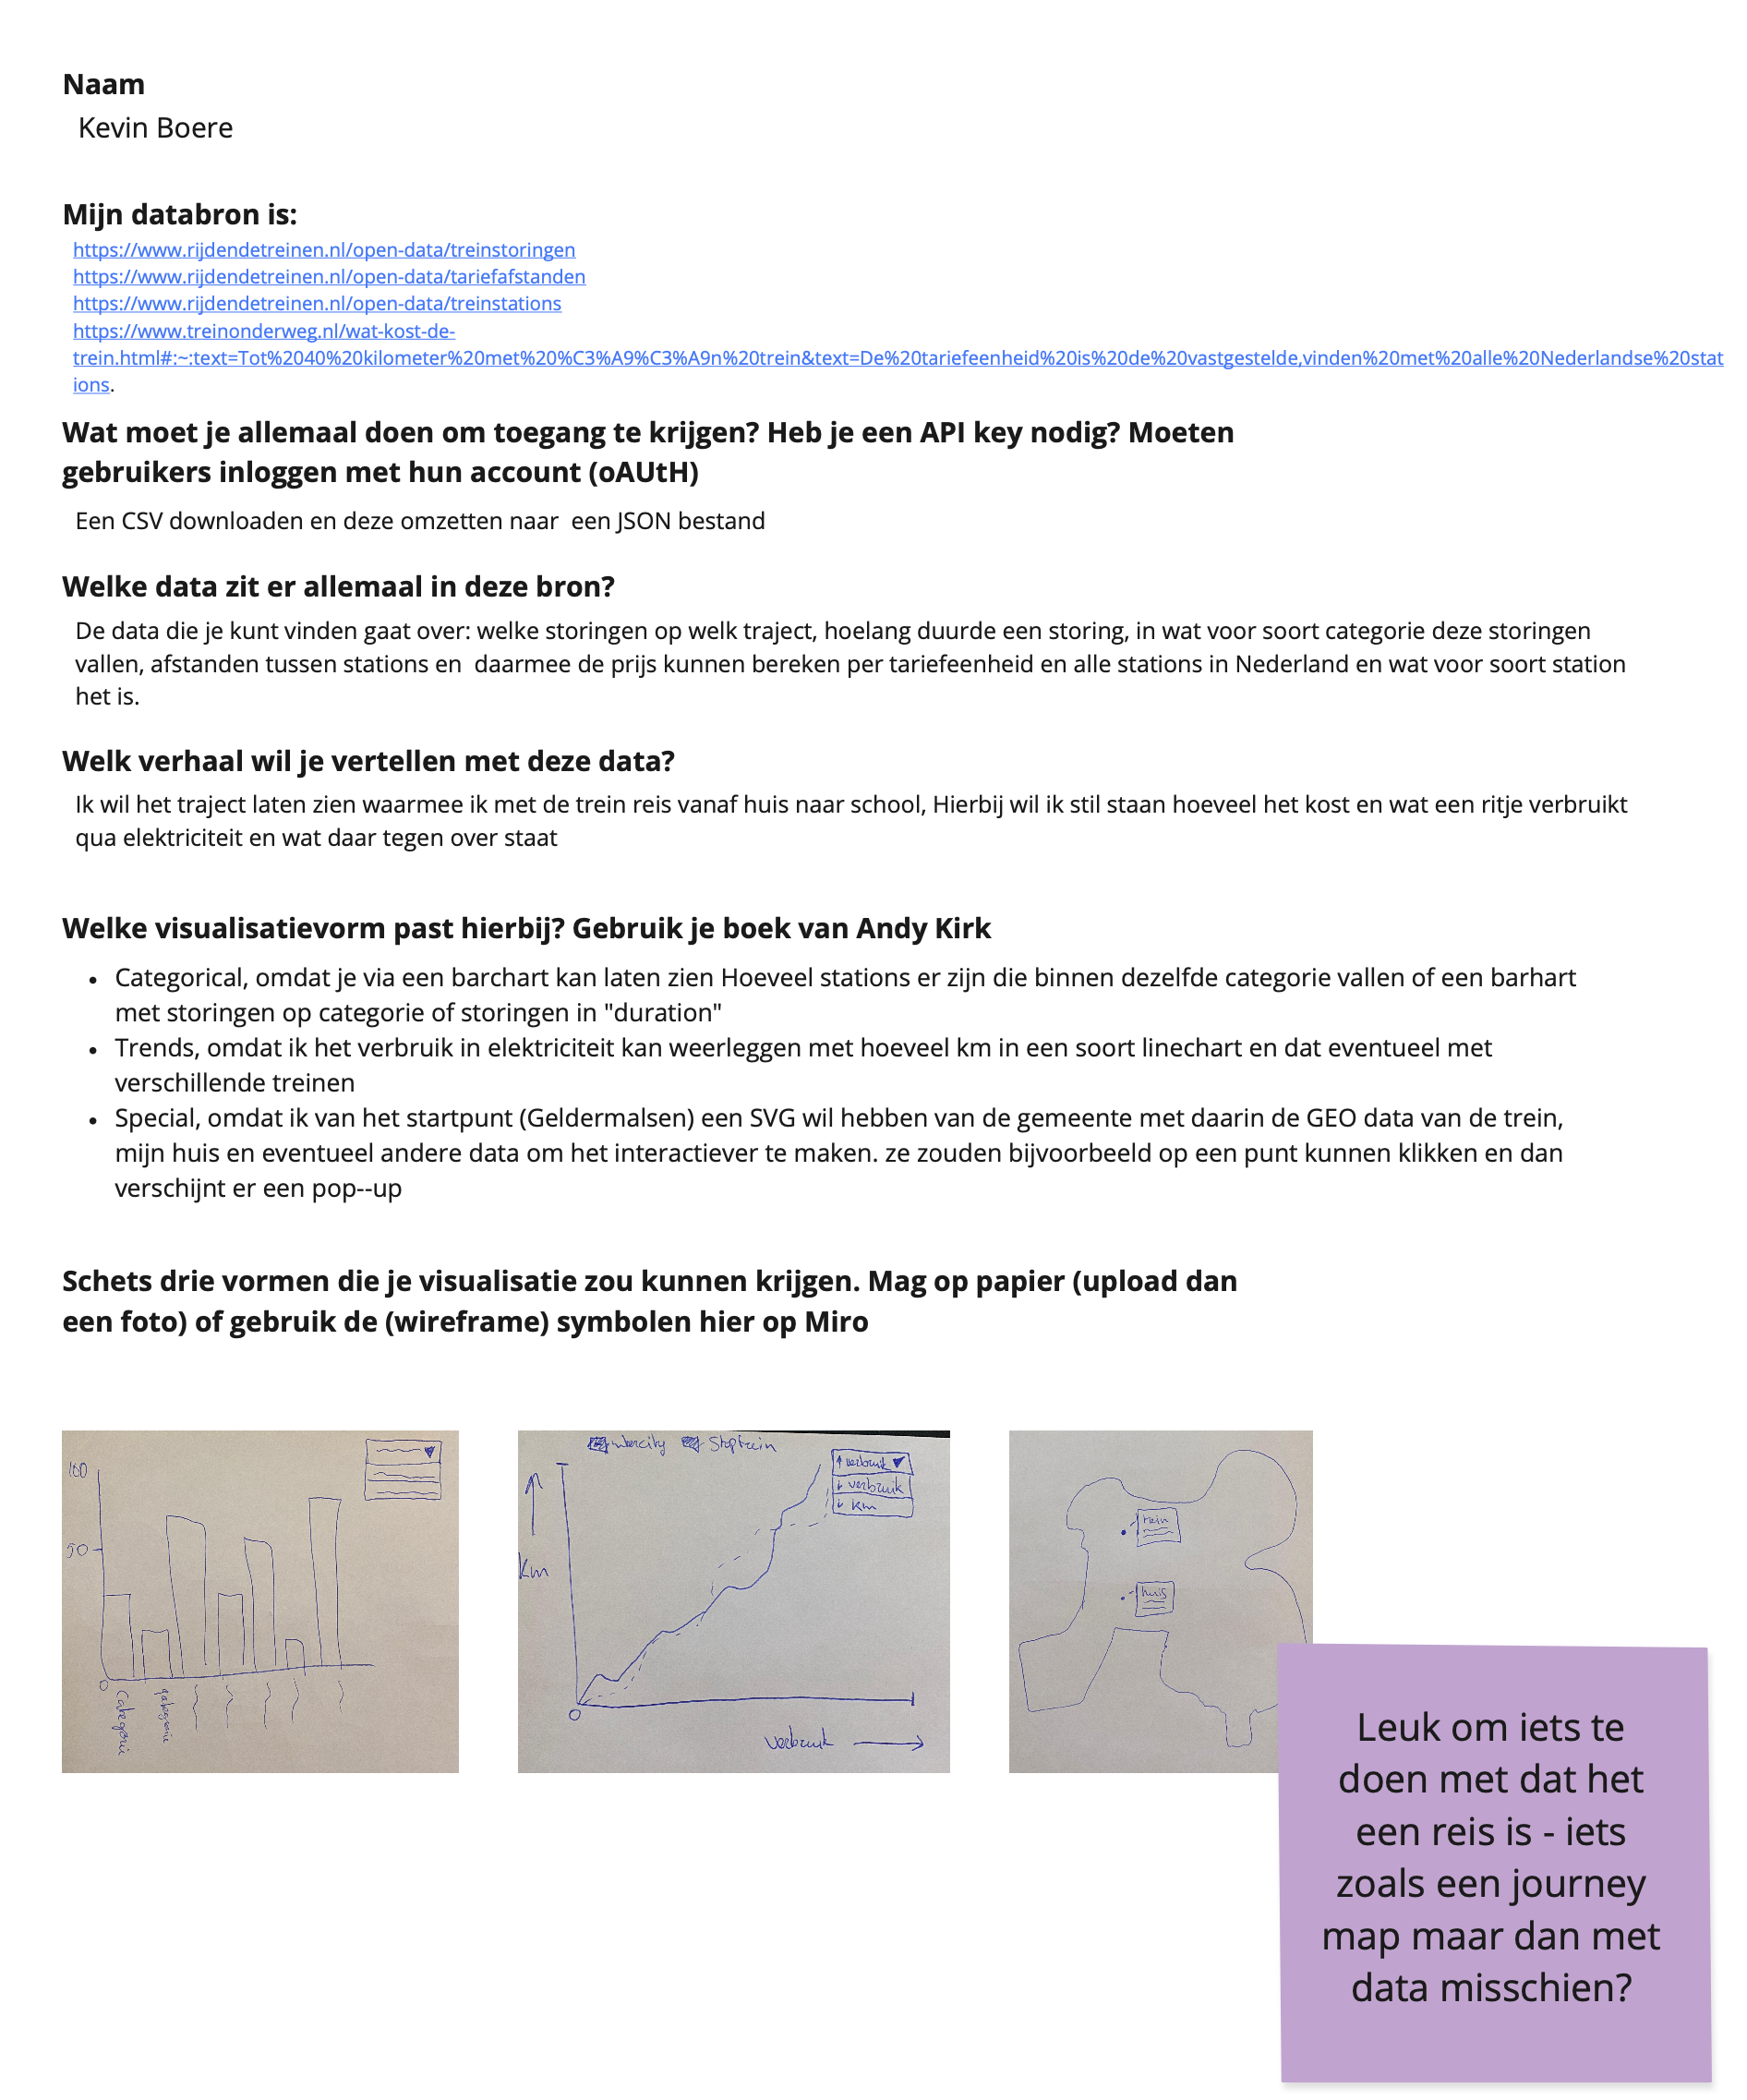 Naam
Kevin Boere
Mijn databron is:
https://www.rijdendetreinen.nl/open-data/treinstoringen
https://www.rijdendetreinen.nl/open-data/tariefafstanden
https://www.rijdendetreinen.nl/open-data/treinstations
https://www.treinonderweg.nl/wat-kost-de-
trein.html#:~:text=Tot%2040%20kilometer%20met%20%C3%A9%C3%A9n%20trein&text=De%20tariefeenheid%20is%20de%20vastgestelde,vinden%20met%20alle%20Nederlandse%20stat
ions.
Wat moet je allemaal doen om toegang te krijgen? Heb je een API key nodig? Moeten
gebruikers inloggen met hun account (oAUtH)
Een CSV downloaden en deze omzetten naar  een JSON bestand
Welke data zit er allemaal in deze bron?
De data die je kunt vinden gaat over: welke storingen op welk traject, hoelang duurde een storing, in wat voor soort categorie deze storingen
vallen, afstanden tussen stations en  daarmee de prijs kunnen bereken per tariefeenheid en alle stations in Nederland en wat voor soort station
het is.
Welk verhaal wil je vertellen met deze data?
Ik wil het traject laten zien waarmee ik met de trein reis vanaf huis naar school, Hierbij wil ik stil staan hoeveel het kost en wat een ritje verbruikt
qua elektriciteit en wat daar tegen over staat
Welke visualisatievorm past hierbij? Gebruik je boek van Andy Kirk
• Categorical, omdat je via een barchart kan laten zien Hoeveel stations er zijn die binnen dezelfde categorie vallen of een barhart
met storingen op categorie of storingen in "duration"
• Trends, omdat ik het verbruik in elektriciteit kan weerleggen met hoeveel km in een soort linechart en dat eventueel met
verschillende treinen
• Special, omdat ik van het startpunt (Geldermalsen) een SVG wil hebben van de gemeente met daarin de GEO data van de trein,
mijn huis en eventueel andere data om het interactiever te maken. ze zouden bijvoorbeeld op een punt kunnen klikken en dan
verschijnt er een pop--up
Schets drie vormen die je visualisatie zou kunnen krijgen. Mag op papier (upload dan
een foto) of gebruik de (wireframe) symbolen hier op Miro
100
50
0
Categorie
categorie
Intercity Stoptrein
↑ verbruik
↓ verbruik
↓ km
km
0
verbruik
trein
huis
Leuk om iets te
doen met dat het
een reis is - iets
zoals een journey
map maar dan met
data misschien?